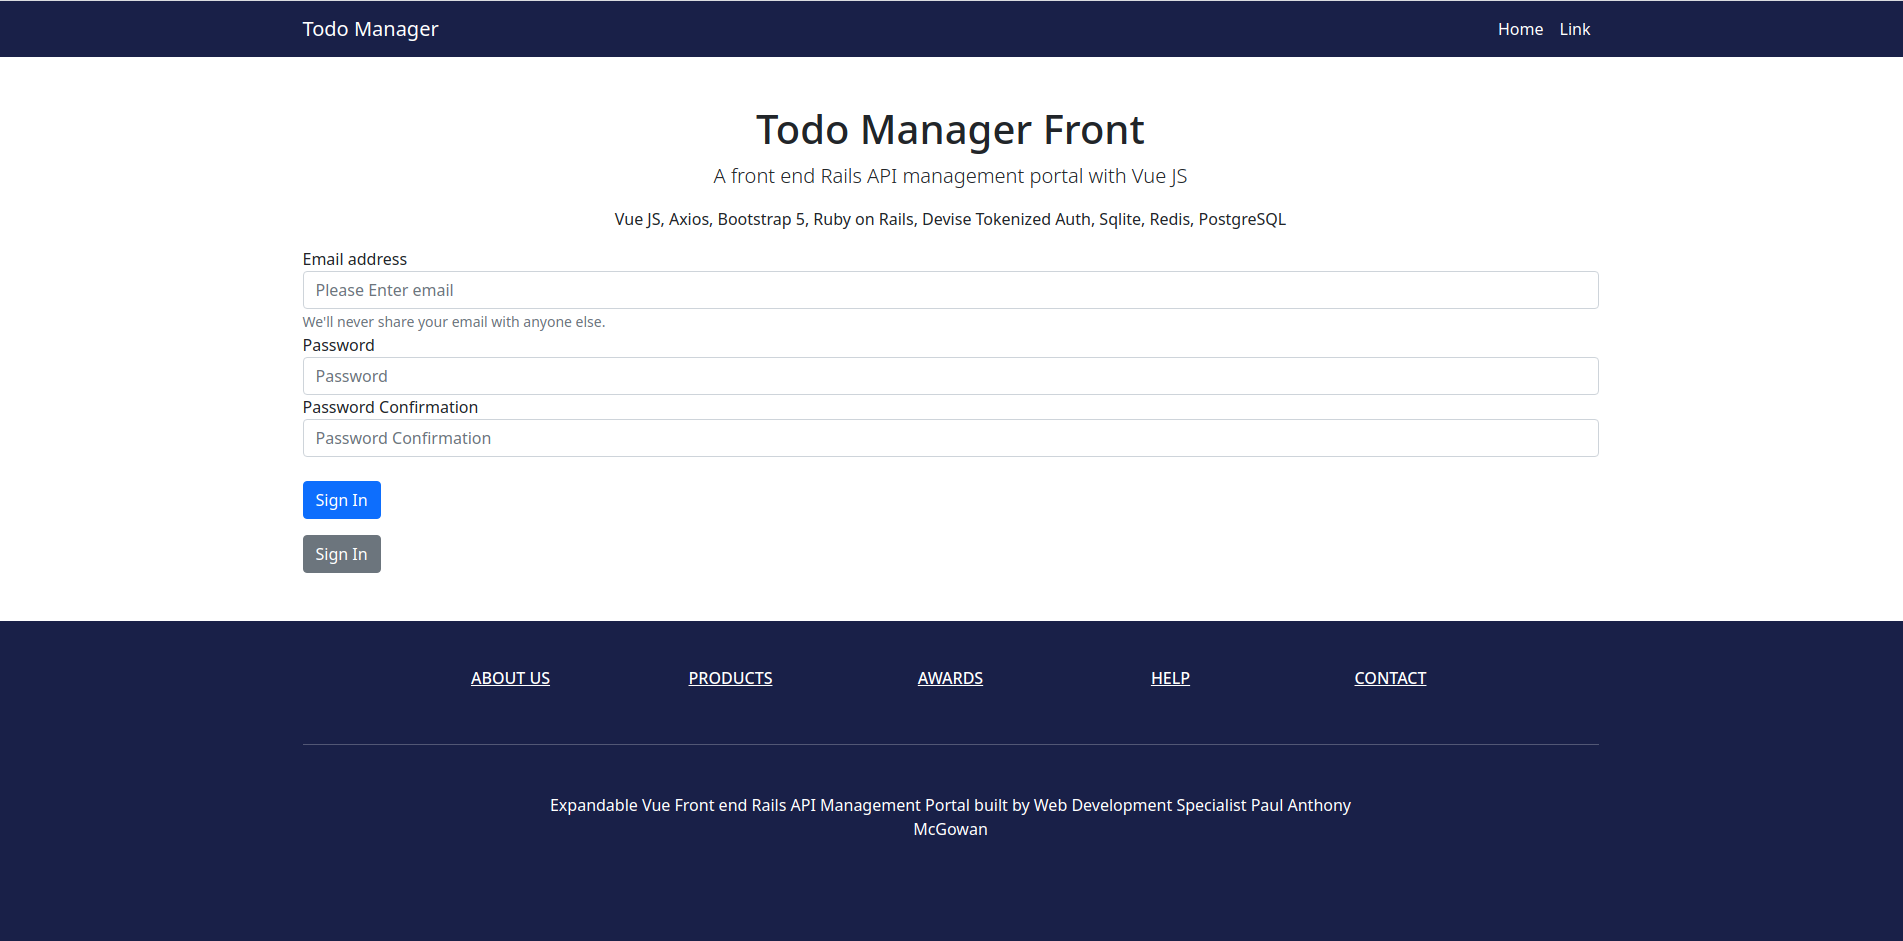 Todo Manager
Home Link
Todo Manager Front
A front end Rails API management portal with Vue JS
Vue JS, Axios, Bootstrap 5, Ruby on Rails, Devise Tokenized Auth, Sqlite, Redis, PostgreSQL
Email address
Please Enter email
We'll never share your email with anyone else.
Password
Password
Password Confirmation
Password Confirmation
Sign In
Sign In
ABOUT US PRODUCTS AWARDS HELP CONTACT
Expandable Vue Front end Rails API Management Portal built by Web Development Specialist Paul Anthony
McGowan